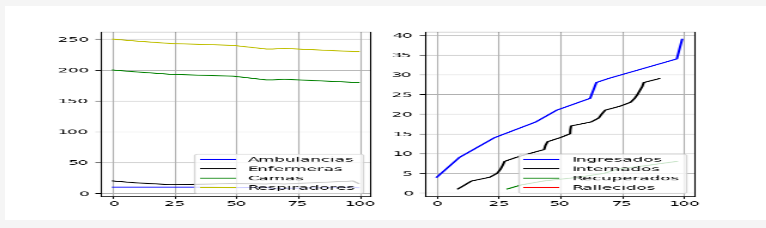 250
200
150
100
50
0
0 25 50 75 100
Ambulancias
Enfermeras
Camas
Respiradores
40
35
30
25
20
15
10
5
0
0 25 50 75 100
Ingresados
Internados
Recuperados
Rallecidos